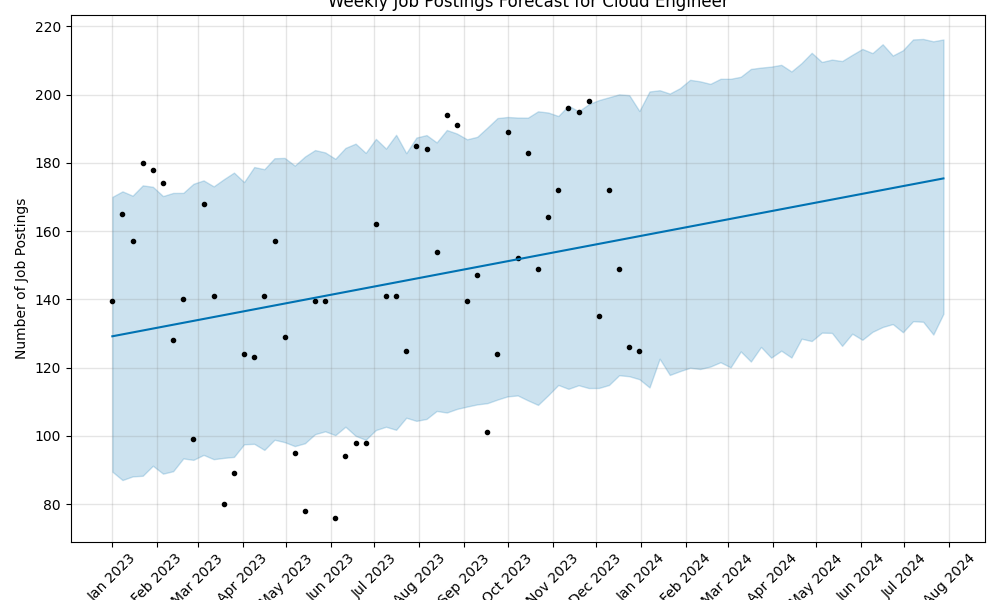 Weekly Job Postings Forecast for Cloud Engineer
Number of Job Postings
220
200
180
160
140
120
100
80
Jan 2023
Feb 2023
Mar 2023
Apr 2023
May 2023
Jun 2023
Jul 2023
Aug 2023
Sep 2023
Oct 2023
Nov 2023
Dec 2023
Jan 2024
Feb 2024
Mar 2024
Apr 2024
May 2024
Jun 2024
Jul 2024
Aug 2024